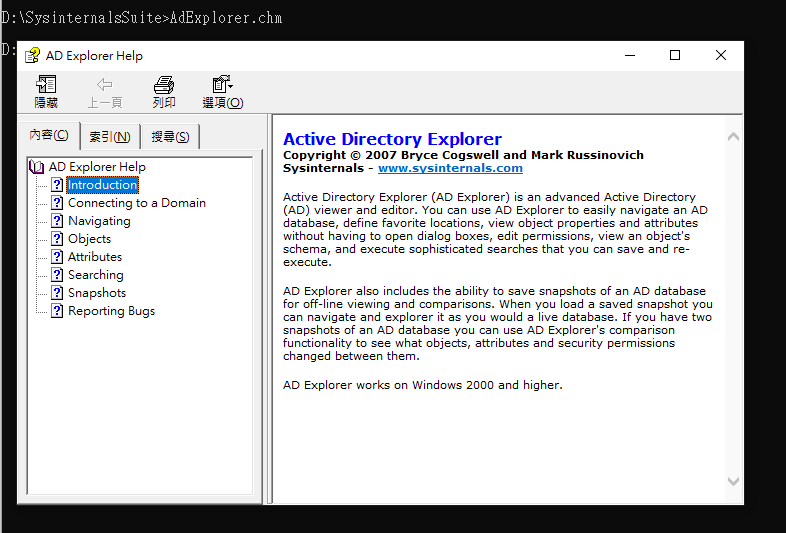 D:\SysinternalsSuite>AdExplorer.chm
D:
AD Explorer Help
隱藏
上一頁
列印
選項(O)
內容(C)
索引(N)
搜尋(S)
AD Explorer Help
Introduction
Connecting to a Domain
Navigating
Objects
Attributes
Searching
Snapshots
Reporting Bugs
Active Directory Explorer
Copyright © 2007 Bryce Cogswell and Mark Russinovich
Sysinternals - www.sysinternals.com
Active Directory Explorer (AD Explorer) is an advanced Active Directory
(AD) viewer and editor. You can use AD Explorer to easily navigate an AD
database, define favorite locations, view object properties and attributes
without having to open dialog boxes, edit permissions, view an object's
schema, and execute sophisticated searches that you can save and re-
execute.
AD Explorer also includes the ability to save snapshots of an AD database
for off-line viewing and comparisons. When you load a saved snapshot you
can navigate and explorer it as you would a live database. If you have two
snapshots of an AD database you can use AD Explorer's comparison
functionality to see what objects, attributes and security permissions
changed between them.
AD Explorer works on Windows 2000 and higher.